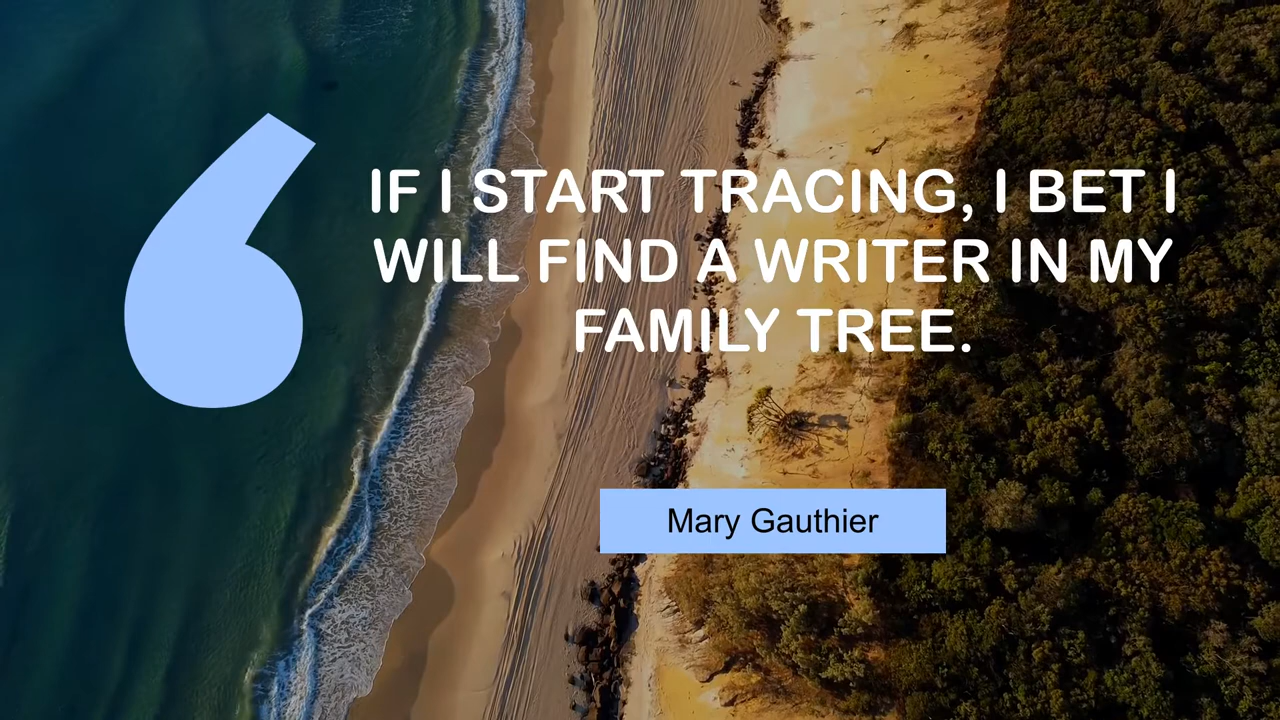 IF I START TRACING, I BET I
WILL FIND A WRITER IN MY
FAMILY TREE.
Mary Gauthier